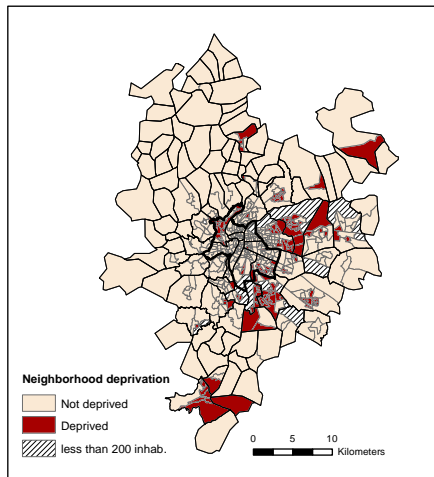 Neighborhood deprivation
Not deprived
Deprived
less than 200 inhab.
0 5 10
Kilometers